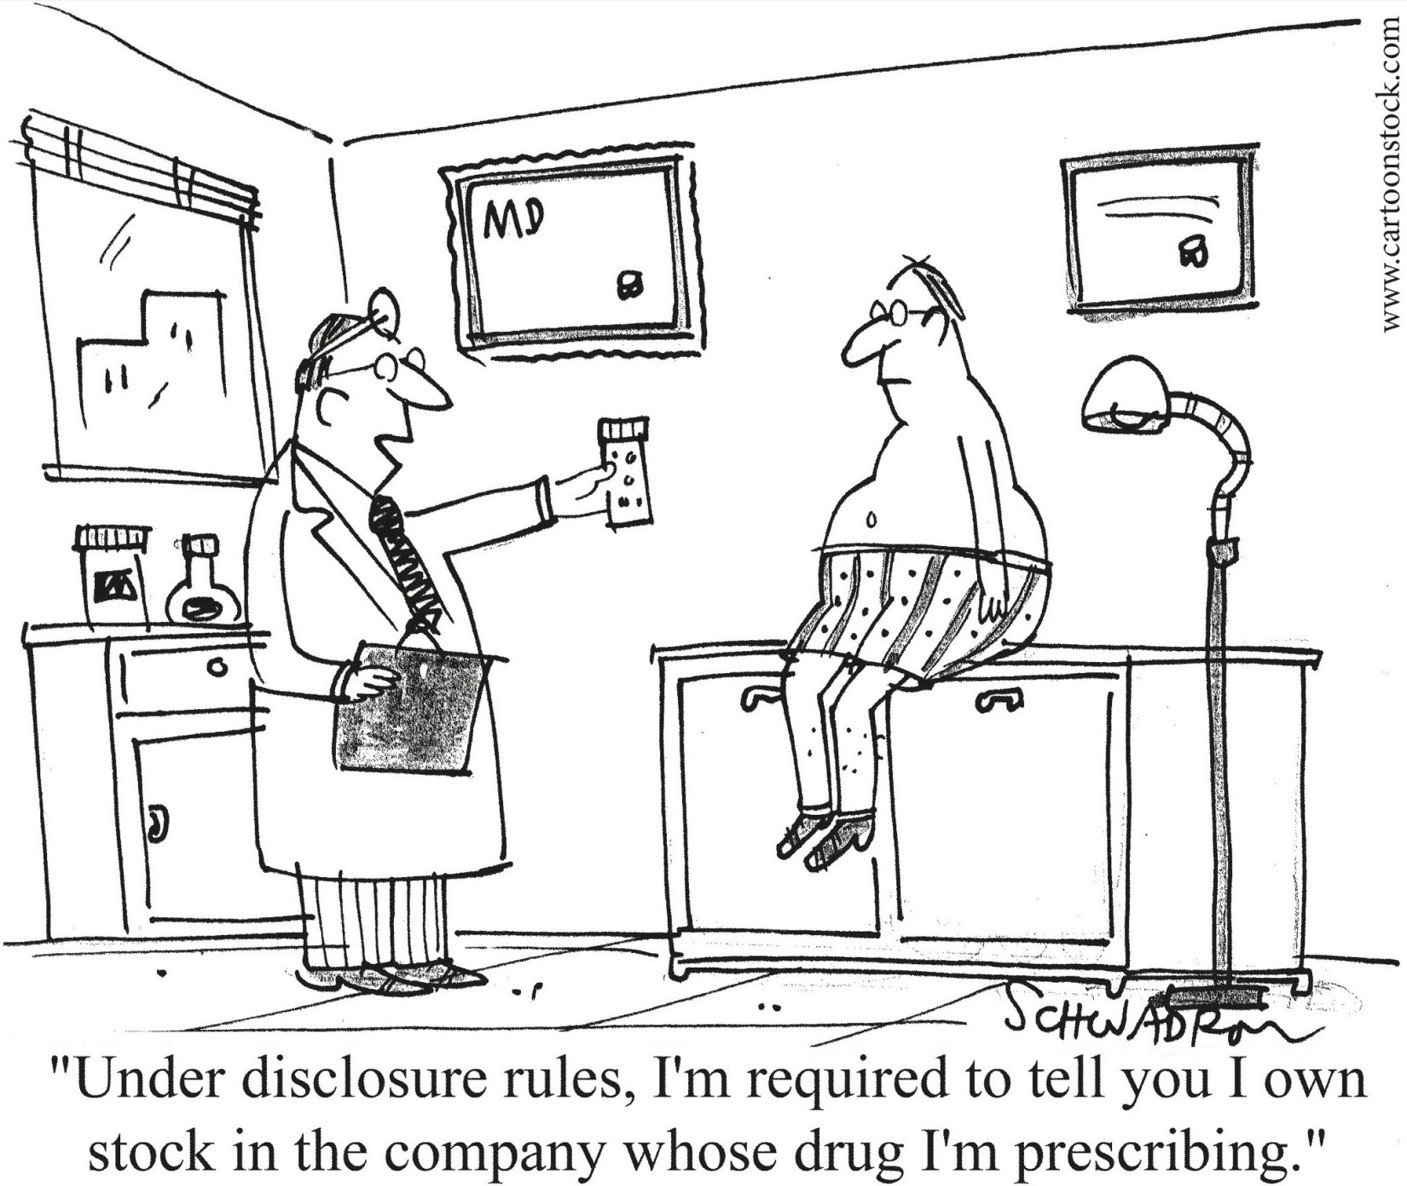 www.cartoonstock.com
MD
SCHWADRON
"Under disclosure rules, I'm required to tell you I own
stock in the company whose drug I'm prescribing."